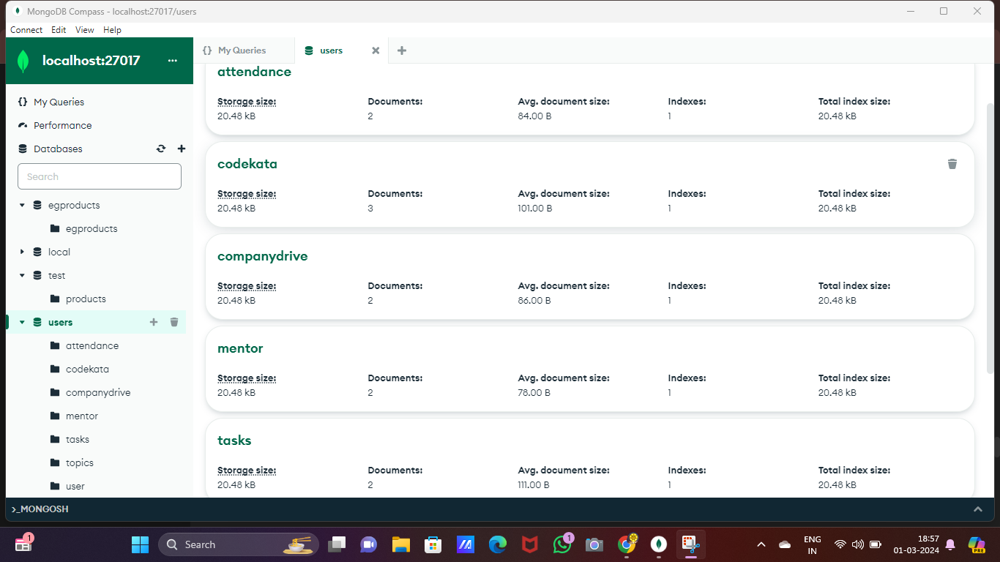 MongoDB Compass - localhost:27017/users
Connect Edit View Help
localhost:27017 ...
{} My Queries
users
My Queries
Performance
Databases
Search
egproducts
egproducts
local
test
products
users
attendance
codekata
companydrive
mentor
tasks
topics
user
attendance
Storage size: Documents: Avg. document size: Indexes: Total index size:
20.48 kB 2 84.00 B 1 20.48 kB
codekata
Storage size: Documents: Avg. document size: Indexes: Total index size:
20.48 kB 3 101.00 B 1 20.48 kB
companydrive
Storage size: Documents: Avg. document size: Indexes: Total index size:
20.48 kB 2 86.00 B 1 20.48 kB
mentor
Storage size: Documents: Avg. document size: Indexes: Total index size:
20.48 kB 2 78.00 B 1 20.48 kB
tasks
Storage size: Documents: Avg. document size: Indexes: Total index size:
20.48 kB 2 111.00 B 1 20.48 kB
>_MONGOSH
1
Search
1
ENG
IN
18:57
01-03-2024
PRE